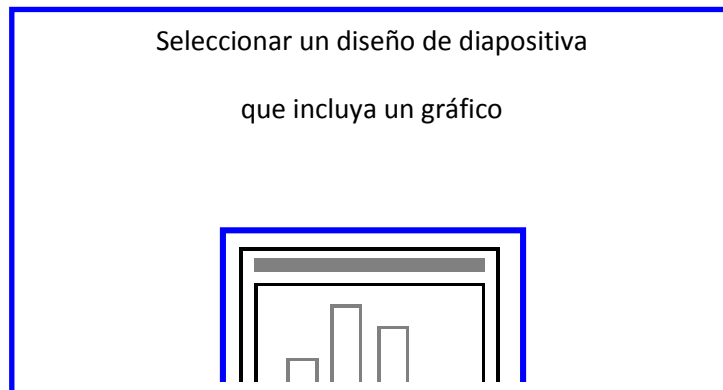 Seleccionar un diseño de diapositiva
que incluya un gráfico